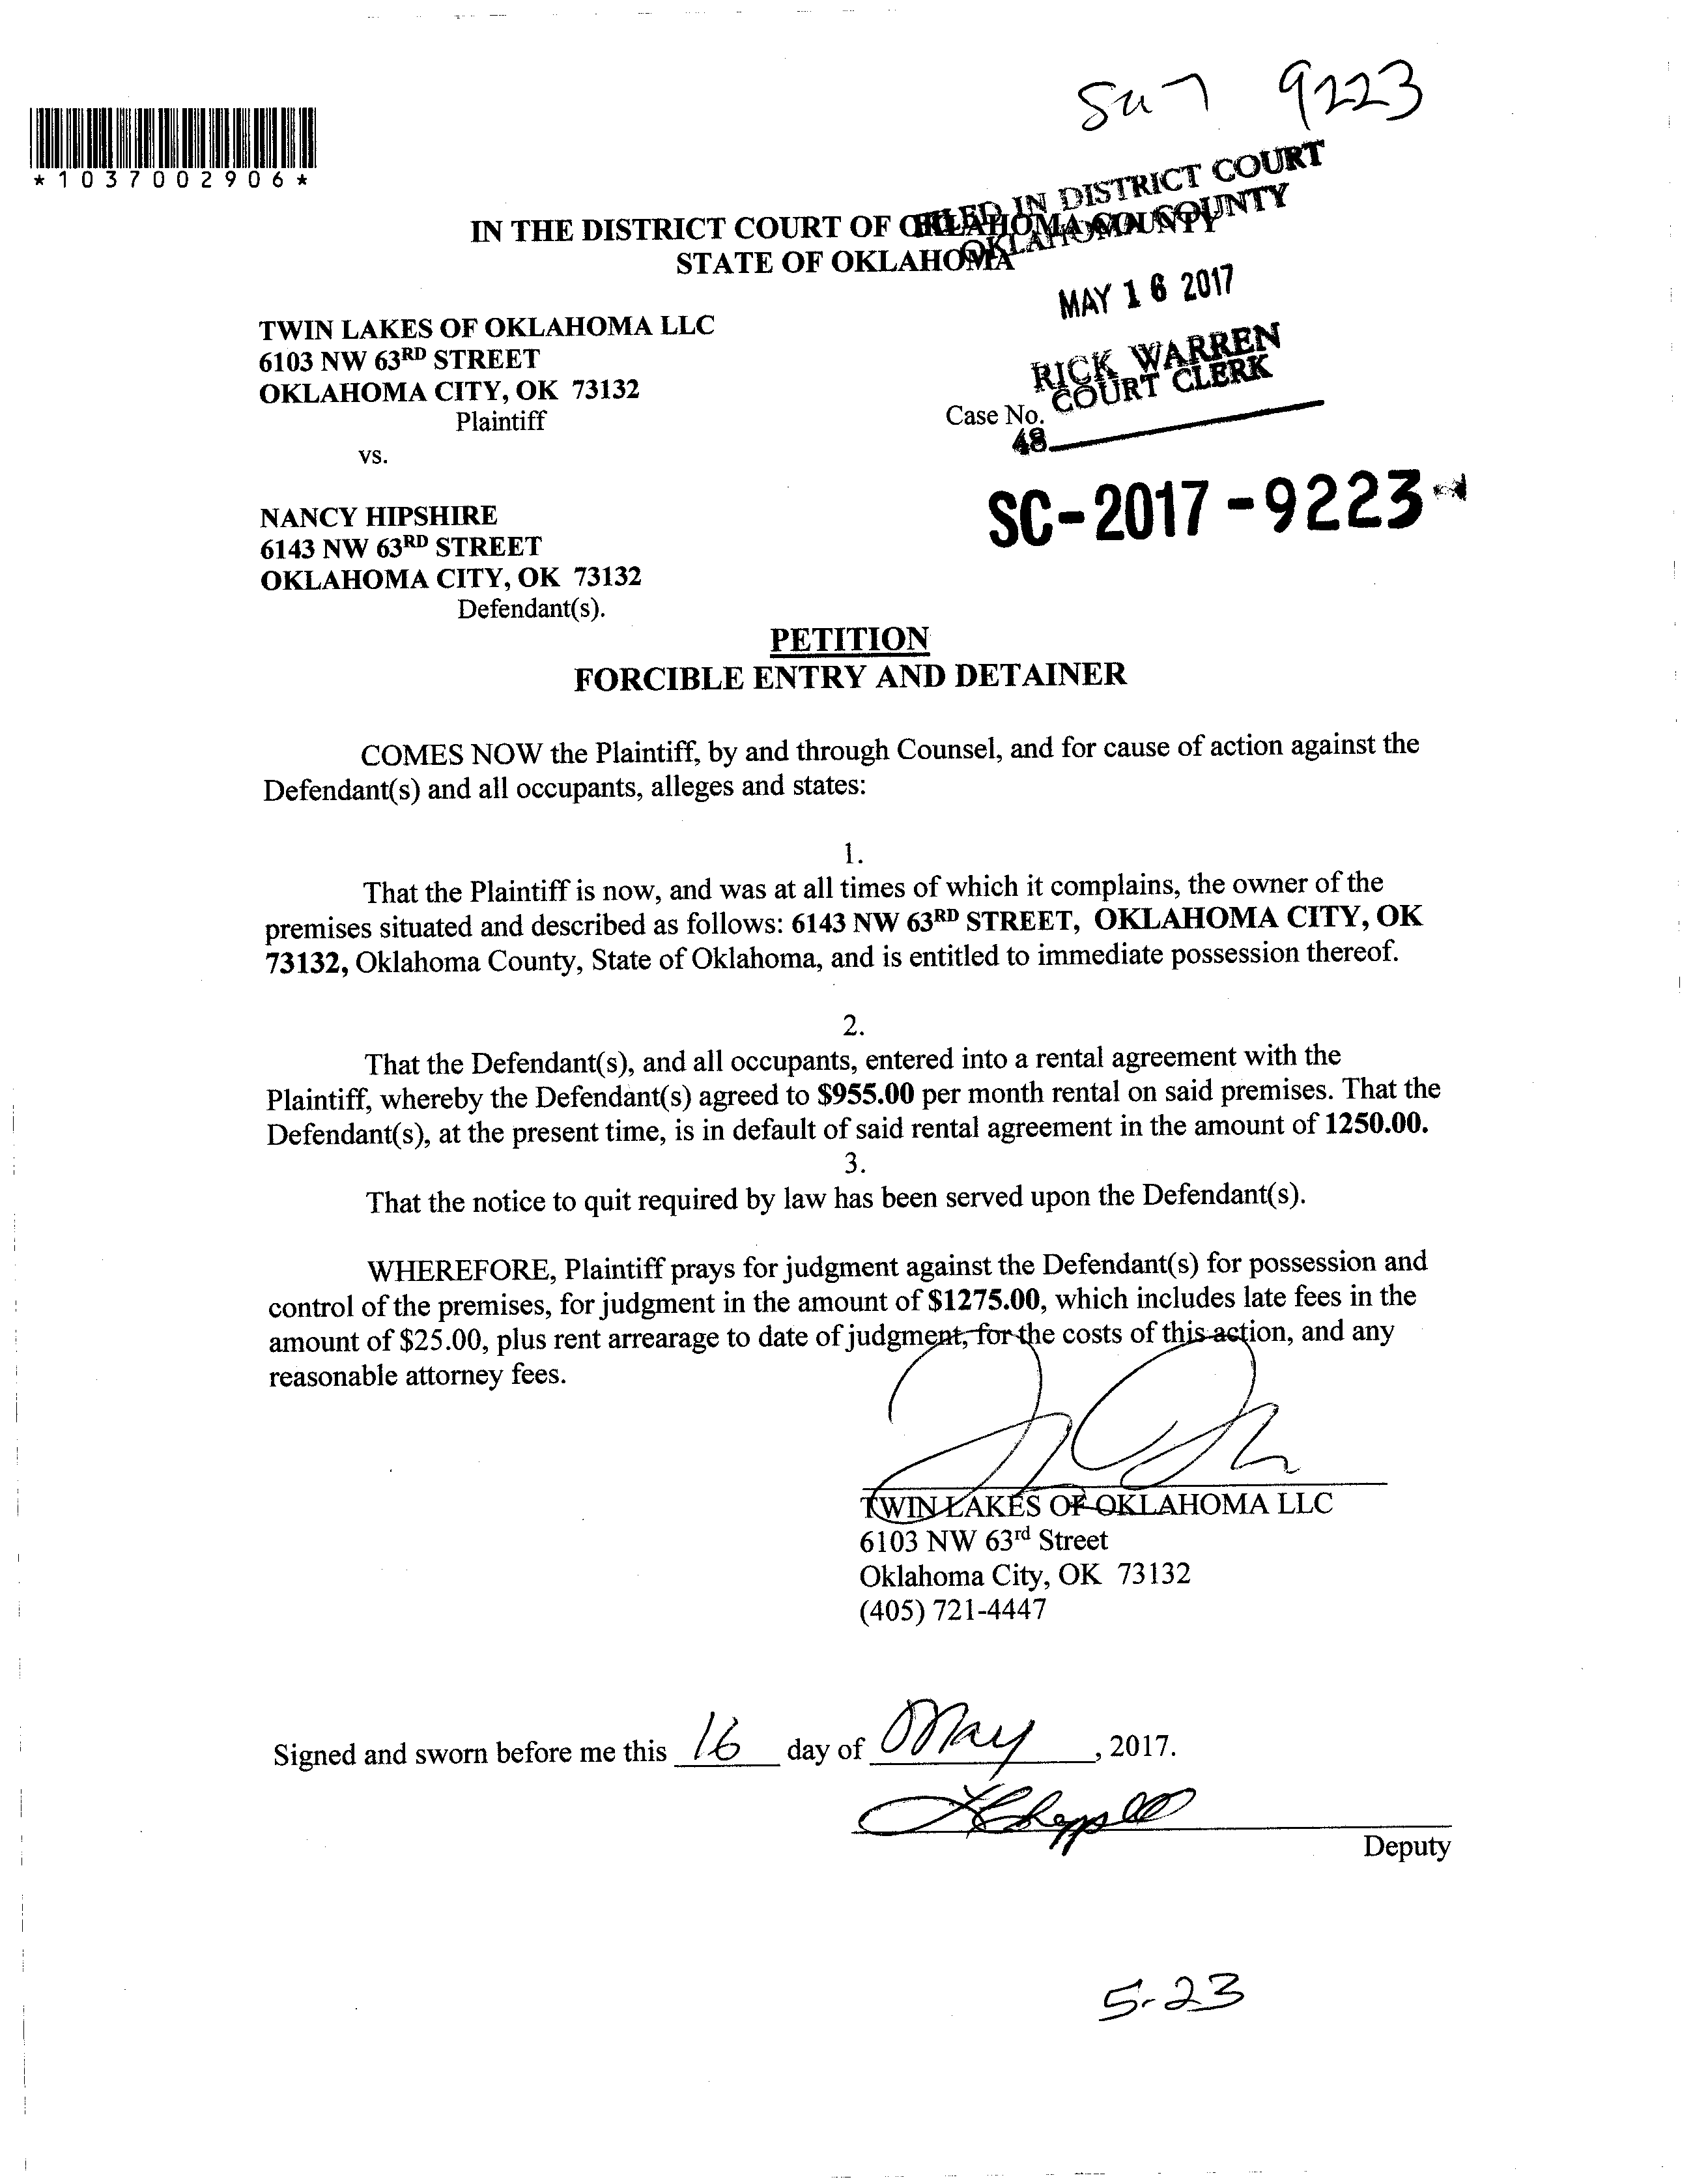 9223
*1037002906*
FILED IN DISTRICT COURT
OKLAHOMA COUNTY
IN THE DISTRICT COURT OF OKLAHOMA COUNTY
STATE OF OKLAHOMA
MAY 16 2017
RICK WARREN
COURT CLERK
TWIN LAKES OF OKLAHOMA LLC
6103 NW 63RD STREET
OKLAHOMA CITY, OK 73132
Plaintiff
Case No.
48
vs.
SC-2017-9223
NANCY HIPSHIRE
6143 NW 63RD STREET
OKLAHOMA CITY, OK 73132
Defendant(s).
PETITION
FORCIBLE ENTRY AND DETAINER
COMES NOW the Plaintiff, by and through Counsel, and for cause of action against the
Defendant(s) and all occupants, alleges and states:
1.
That the Plaintiff is now, and was at all times of which it complains, the owner of the
premises situated and described as follows: 6143 NW 63RD STREET, OKLAHOMA CITY, OK
73132, Oklahoma County, State of Oklahoma, and is entitled to immediate possession thereof.
2.
That the Defendant(s), and all occupants, entered into a rental agreement with the
Plaintiff, whereby the Defendant(s) agreed to $955.00 per month rental on said premises. That the
Defendant(s), at the present time, is in default of said rental agreement in the amount of 1250.00.
3.
That the notice to quit required by law has been served upon the Defendant(s).
WHEREFORE, Plaintiff prays for judgment against the Defendant(s) for possession and
control of the premises, for judgment in the amount of $1275.00, which includes late fees in the
amount of $25.00, plus rent arrearage to date of judgment, for the costs of this action, and any
reasonable attorney fees.
TWIN LAKES OF OKLAHOMA LLC
6103 NW 63rd Street
Oklahoma City, OK 73132
(405) 721-4447
Signed and sworn before me this 16 day of May, 2017.
Deputy
5-23